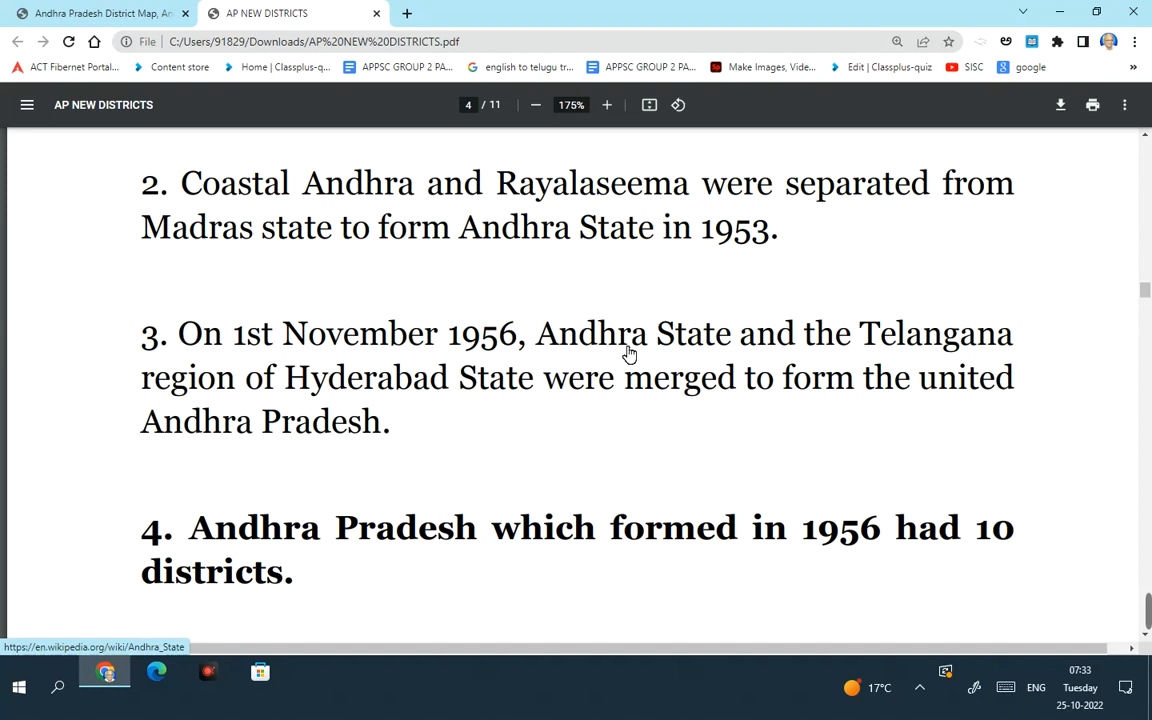 Andhra Pradesh District Map, An
AP NEW DISTRICTS
File
C:/Users/91829/Downloads/AP%20NEW%20DISTRICTS.pdf
ACT Fibernet Portal...
Content store
Home | Classplus-q...
APPSC GROUP 2 PA...
english to telugu tr...
APPSC GROUP 2 PA...
Make Images, Vide...
Edit | Classplus-quiz
SISC
google
AP NEW DISTRICTS
4 / 11
175%
2. Coastal Andhra and Rayalaseema were separated from
Madras state to form Andhra State in 1953.
3. On 1st November 1956, Andhra State and the Telangana
region of Hyderabad State were merged to form the united
Andhra Pradesh.
4. Andhra Pradesh which formed in 1956 had 10
districts.
https://en.wikipedia.org/wiki/Andhra_State
17°C
ENG
07:33
Tuesday
25-10-2022